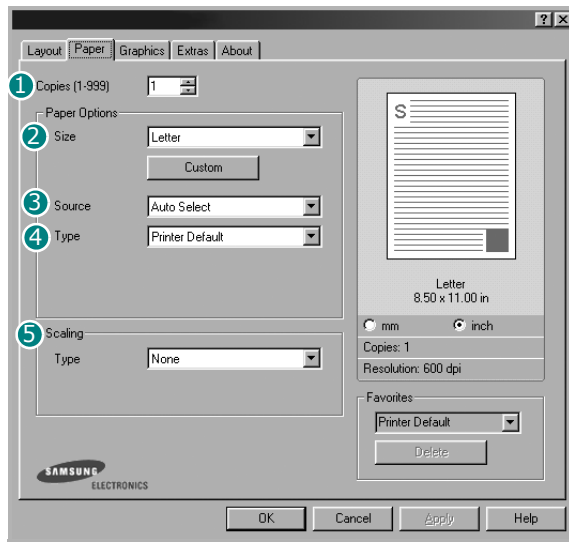 ? x
Layout Paper Graphics Extras About
1 Copies (1-999) 1
Paper Options
2 Size Letter
Custom
3 Source Auto Select
4 Type Printer Default
5 Scaling
Type None
S
Letter
8.50 x 11.00 in
mm inch
Copies: 1
Resolution: 600 dpi
Favorites
Printer Default
Delete
SAMSUNG
ELECTRONICS
OK Cancel Apply Help